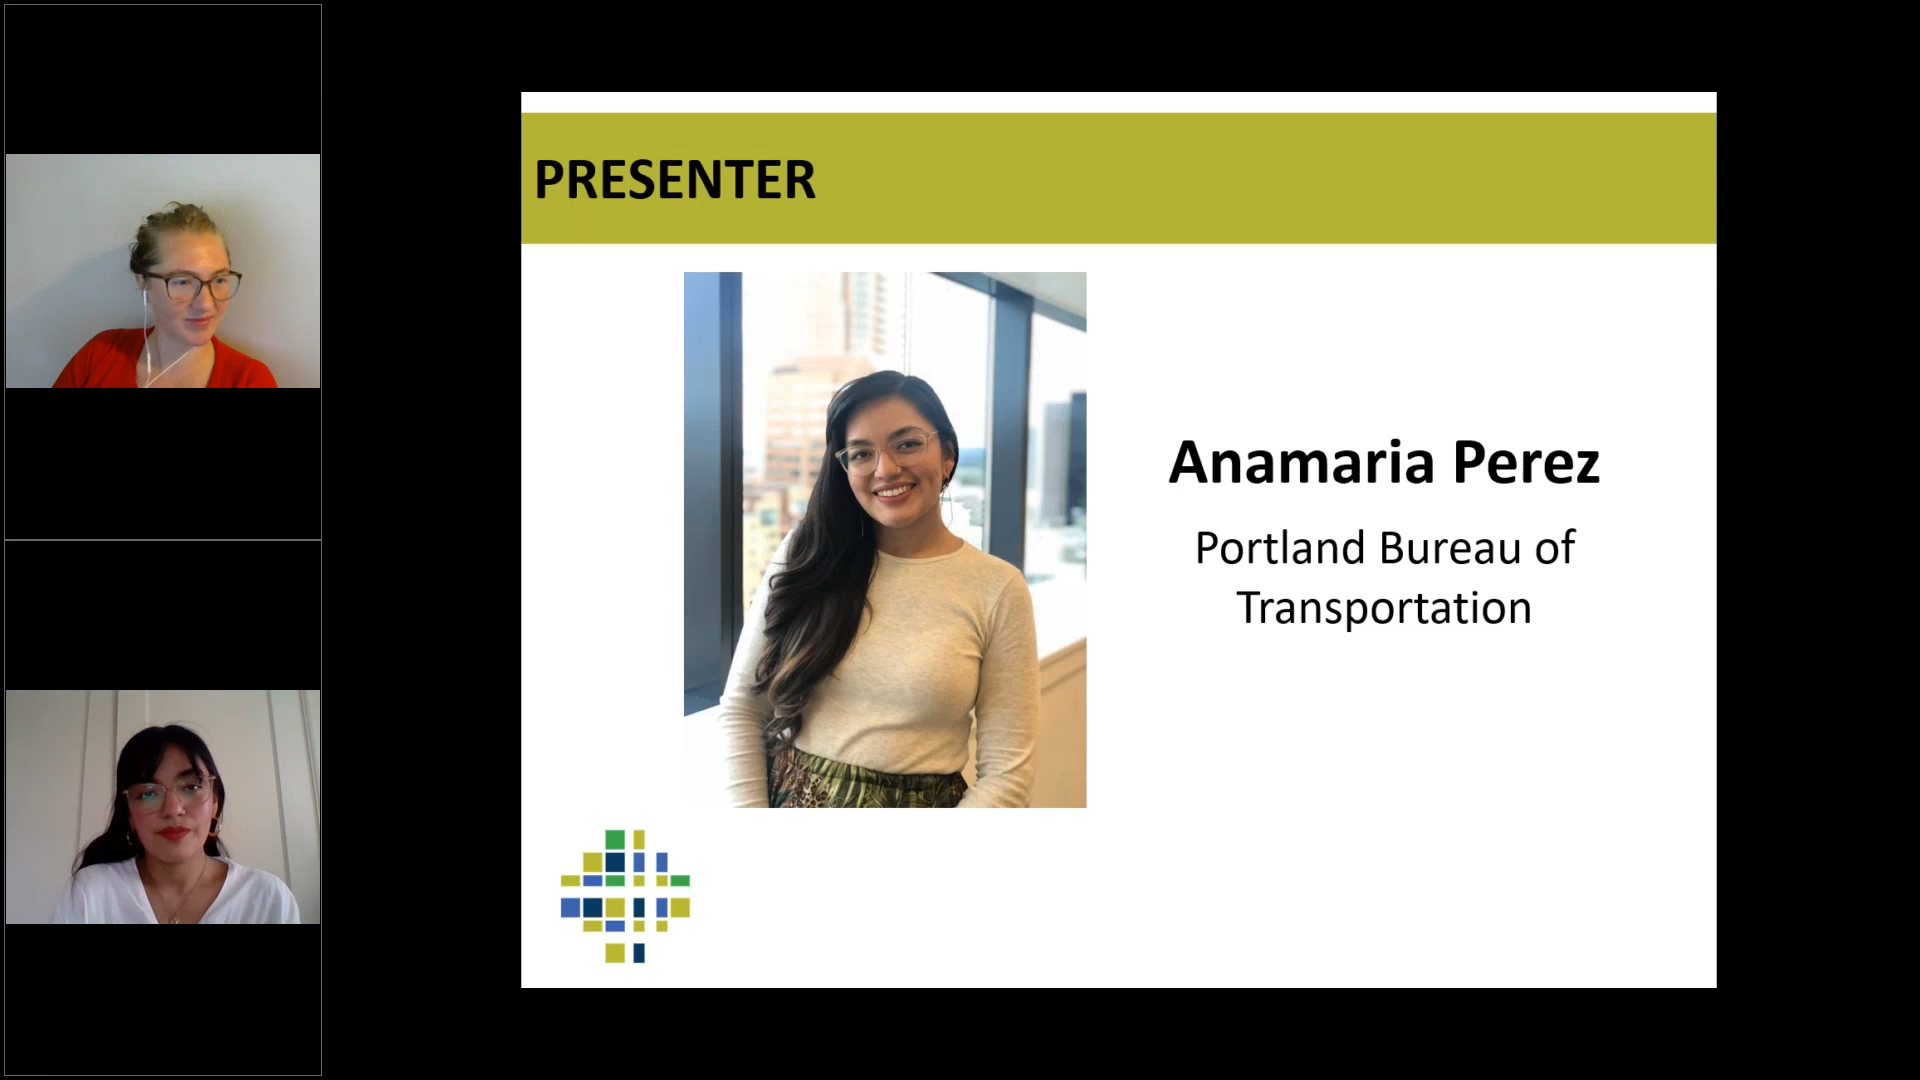 PRESENTER
Anamaria Perez
Portland Bureau of
Transportation